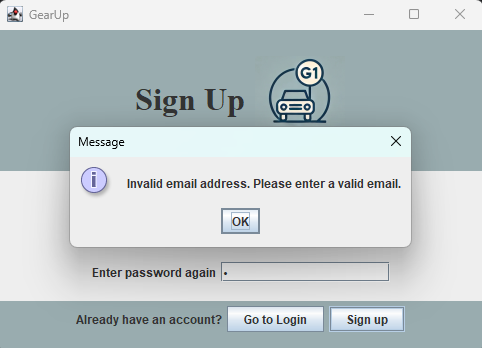 GearUp
Sign Up
G1
Message
i
Invalid email address. Please enter a valid email.
OK
Enter password again
Already have an account? Go to Login Sign up